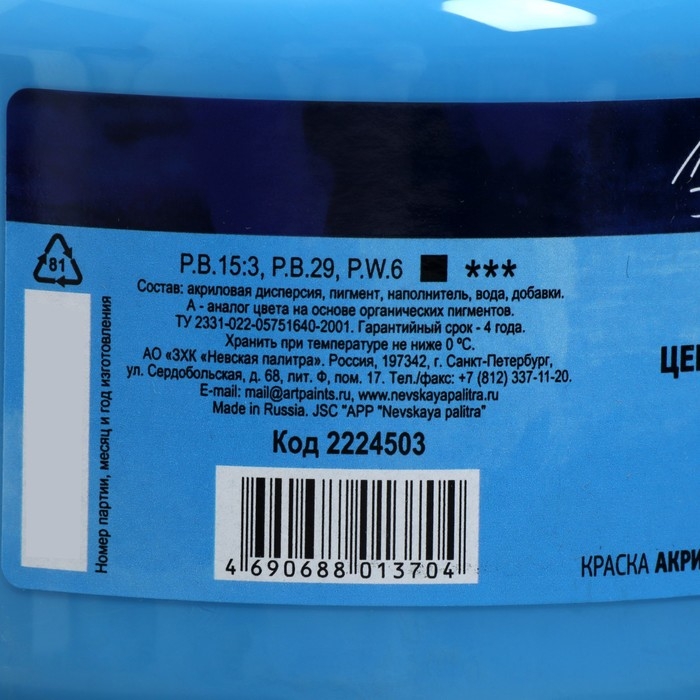 81
P.B.15:3, P.B.29, P.W.6 ■ ***
Состав: акриловая дисперсия, пигмент, наполнитель, вода, добавки.
А - аналог цвета на основе органических пигментов.
ТУ 2331-022-05751640-2001. Гарантийный срок - 4 года.
Хранить при температуре не ниже 0 °С.
АО «ЗХК «Невская палитра». Россия, 197342, г. Санкт-Петербург,
ул. Сердобольская, д. 68, лит. Ф, пом. 17. Тел./факс: +7 (812) 337-11-20.
E-mail: mail@artpaints.ru, www.nevskayapalitra.ru
Made in Russia. JSC "APP "Nevskaya palitra"
Код 2224503
4 690688 013704
Номер партии, месяц и год изготовления
ЦЕ
КРАСКА АКРИ